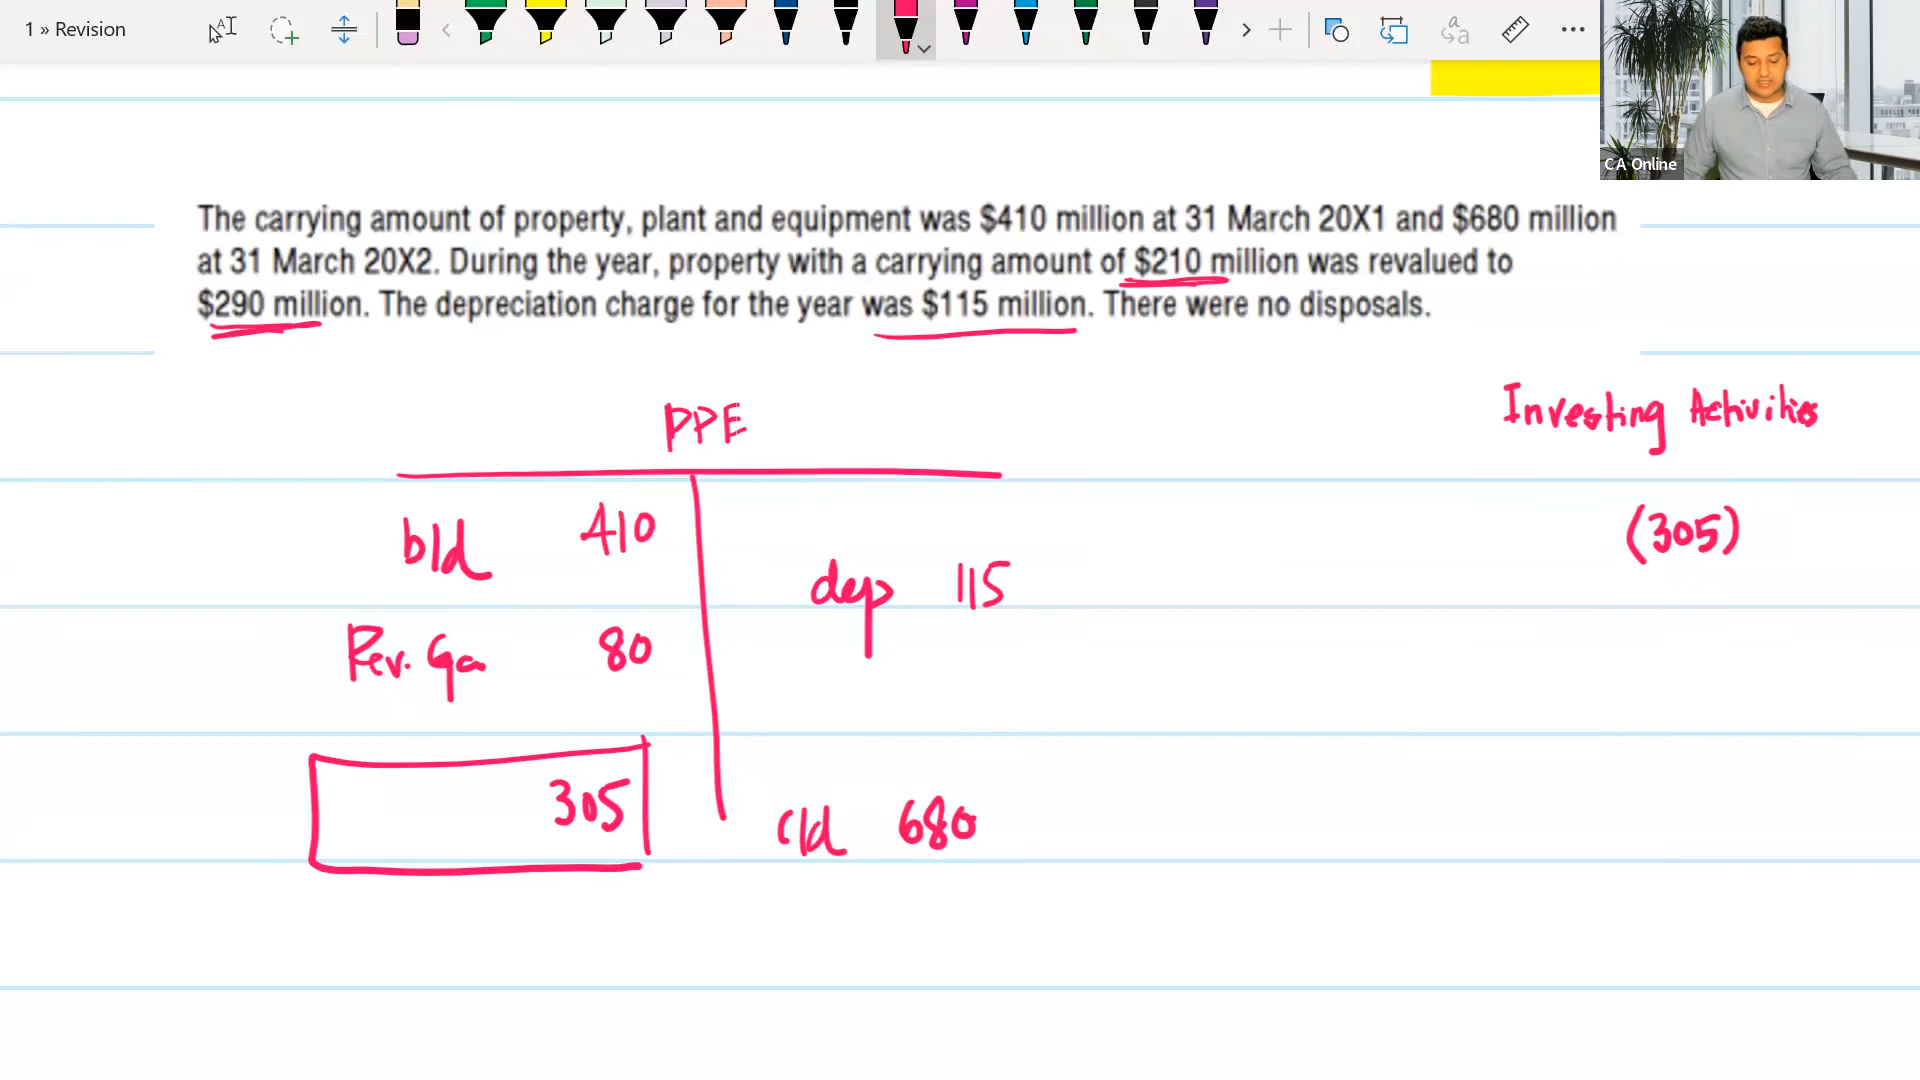 1 » Revision
C A Online
The carrying amount of property, plant and equipment was $410 million at 31 March 20X1 and $680 million
at 31 March 20X2. During the year, property with a carrying amount of $210 million was revalued to
$290 million. The depreciation charge for the year was $115 million. There were no disposals.
Investing Activities
PPE
b/d 410
(305)
dep 115
Rev. Ga 80
305
c/d 680